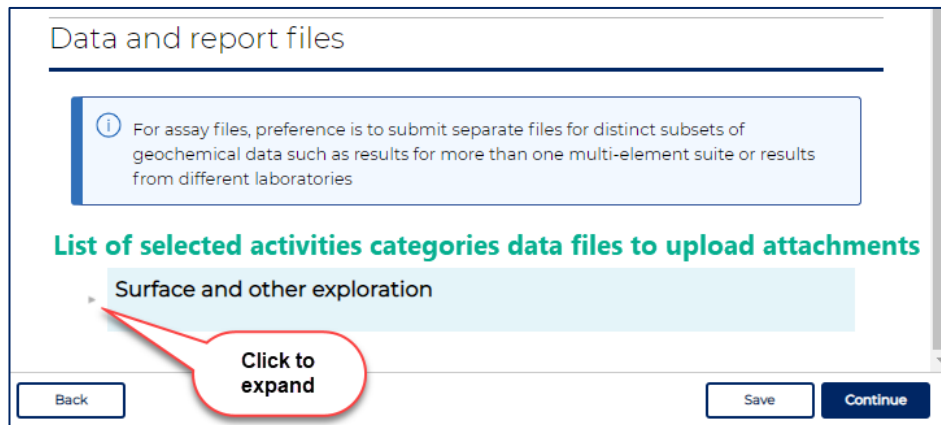 Data and report files
For assay files, preference is to submit separate files for distinct subsets of
geochemical data such as results for more than one multi-element suite or results
from different laboratories
List of selected activities categories data files to upload attachments
Surface and other exploration
Click to
expand
Back
Save
Continue